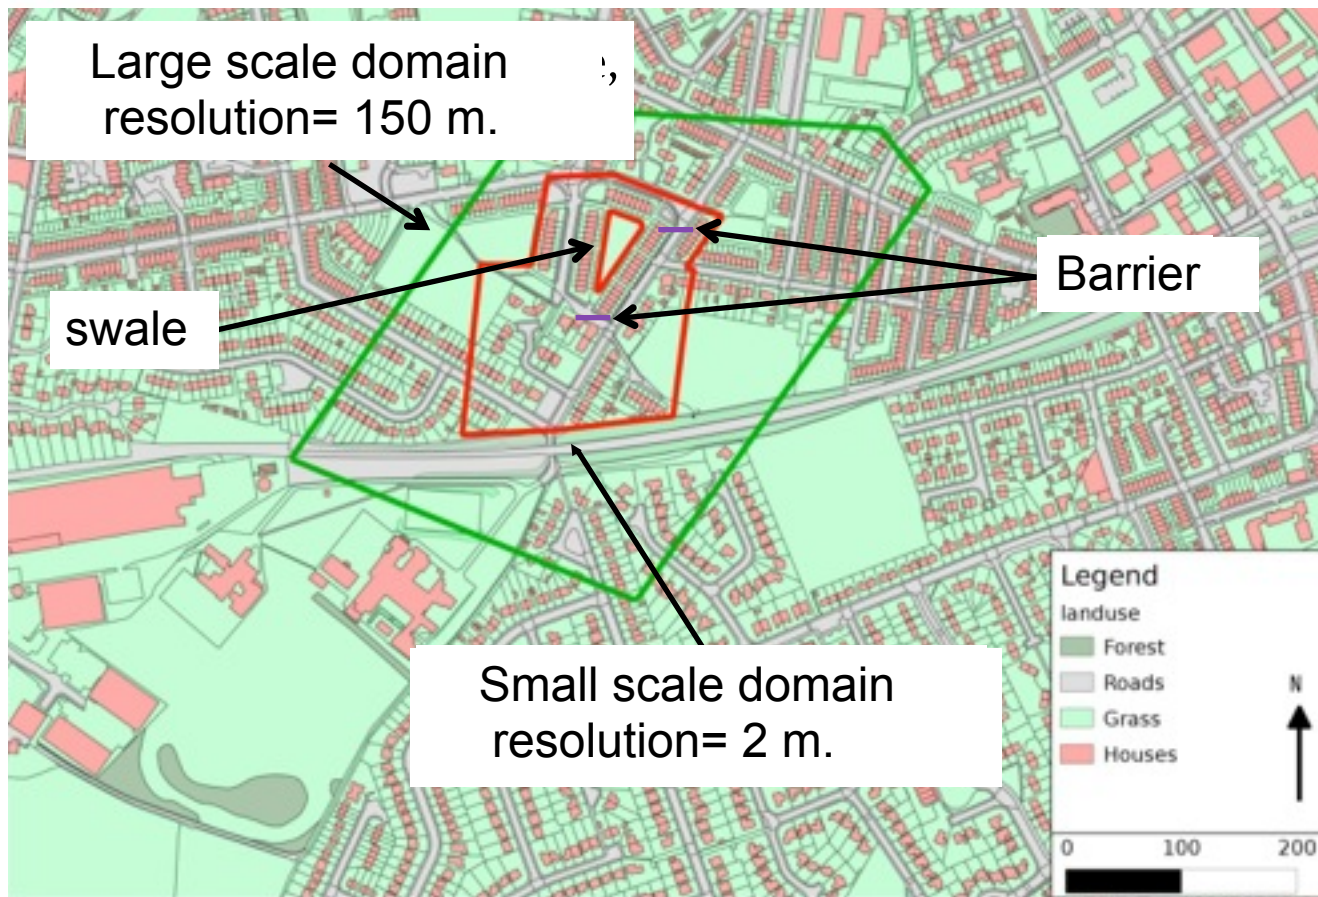 Large scale domain
resolution= 150 m.
swale
Barrier
Small scale domain
resolution= 2 m.
Legend
landuse
Forest
Roads
Grass
Houses
N
0 100 200